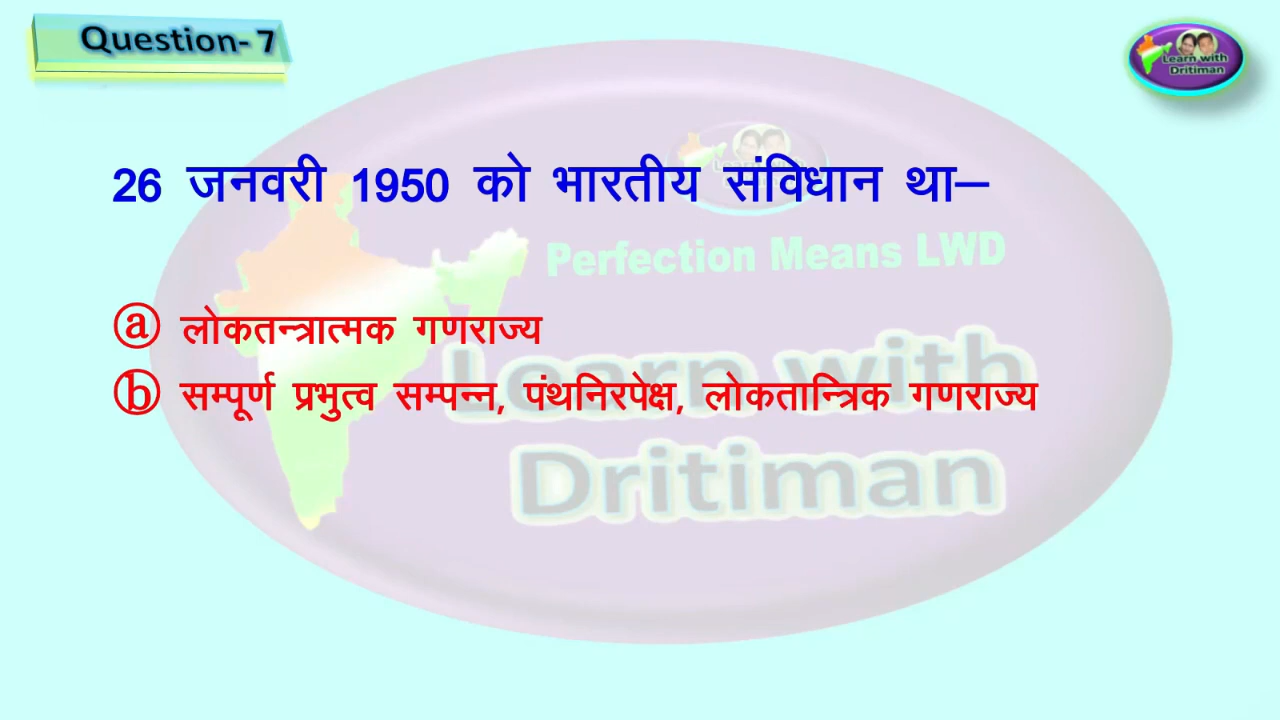 Question- 7
Learn with
Dritiman
26 जनवरी 1950 को भारतीय संविधान था–
Perfection Means LWD
ⓐ लोकतन्त्रात्मक गणराज्य
ⓑ सम्पूर्ण प्रभुत्व सम्पन्न, पंथनिरपेक्ष, लोकतान्त्रिक गणराज्य
Learn with
Dritiman